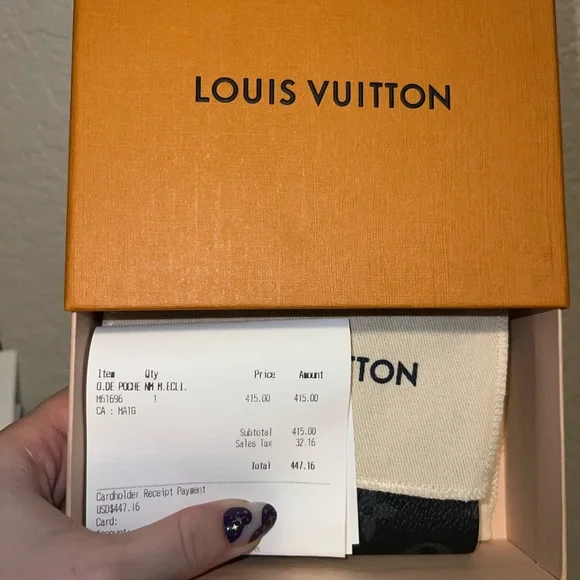 LOUIS VUITTON
TTON
Item Qty Price Amount
O.DE POCHE NM M.ECLI.
M61696 1 415.00 415.00
CA : MA1G
Subtotal 415.00
Sales Tax 32.16
Total 447.16
Cardholder Receipt Payment
USD$447.16
Card: